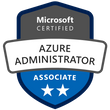 Microsoft
CERTIFIED
AZURE
ADMINISTRATOR
ASSOCIATE